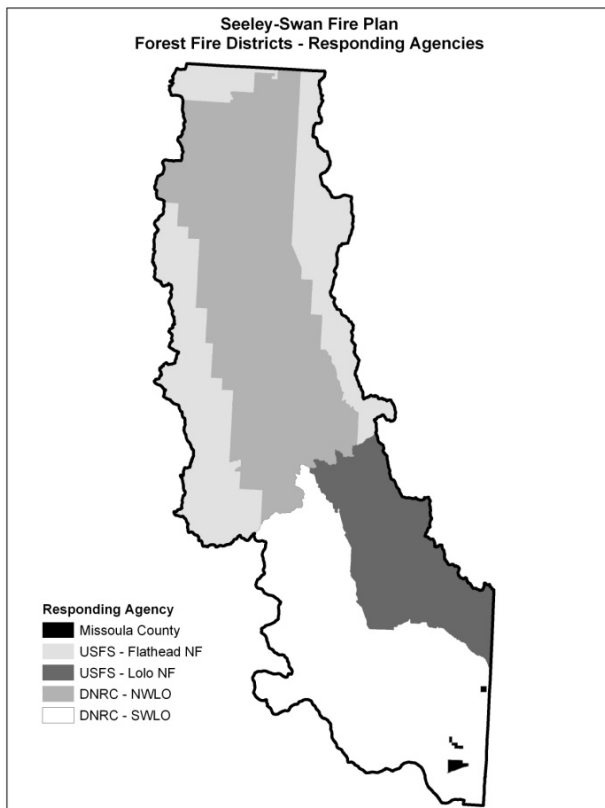 Seeley-Swan Fire Plan
Forest Fire Districts - Responding Agencies
Responding Agency
Missoula County
USFS - Flathead NF
USFS - Lolo NF
DNRC - NWLO
DNRC - SWLO